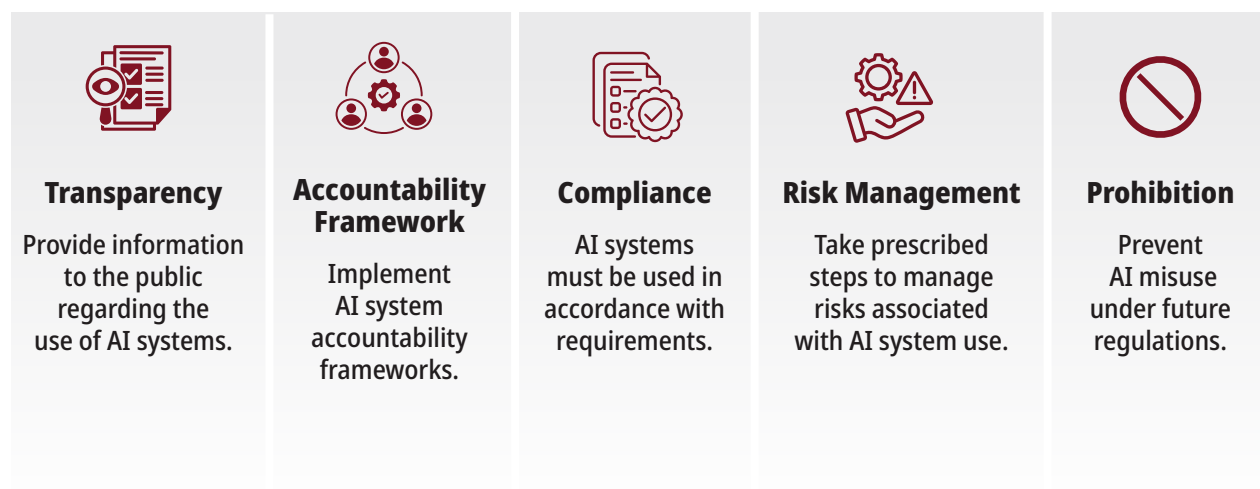 Transparency
Provide information
to the public
regarding the
use of AI systems.
Accountability
Framework
Implement
AI system
accountability
frameworks.
Compliance
AI systems
must be used in
accordance with
requirements.
Risk Management
Take prescribed
steps to manage
risks associated
with AI system use.
Prohibition
Prevent
AI misuse
under future
regulations.